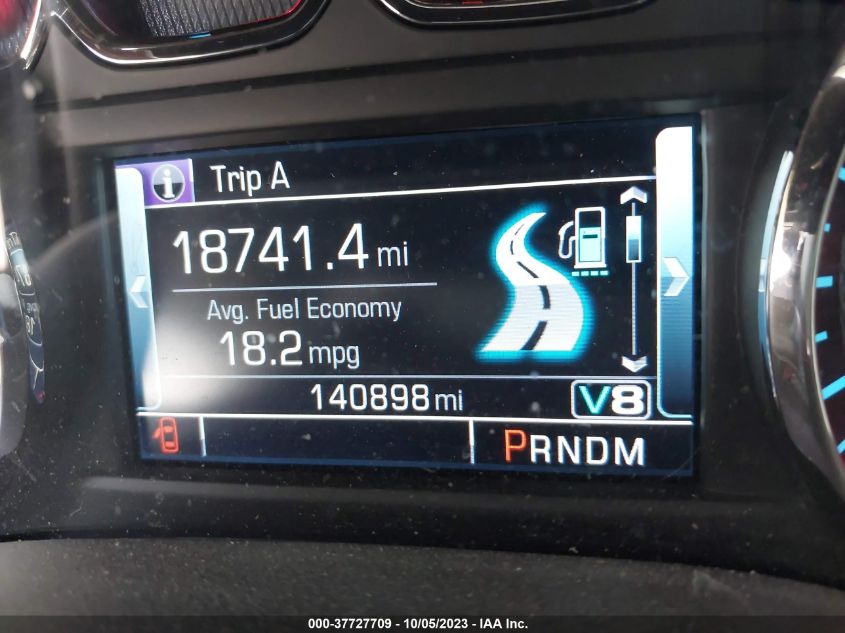 Trip A
18741.4 mi
Avg. Fuel Economy
18.2 mpg
140898 mi V8
PRNDM
000-37727709 - 10/05/2023 - IAA Inc.